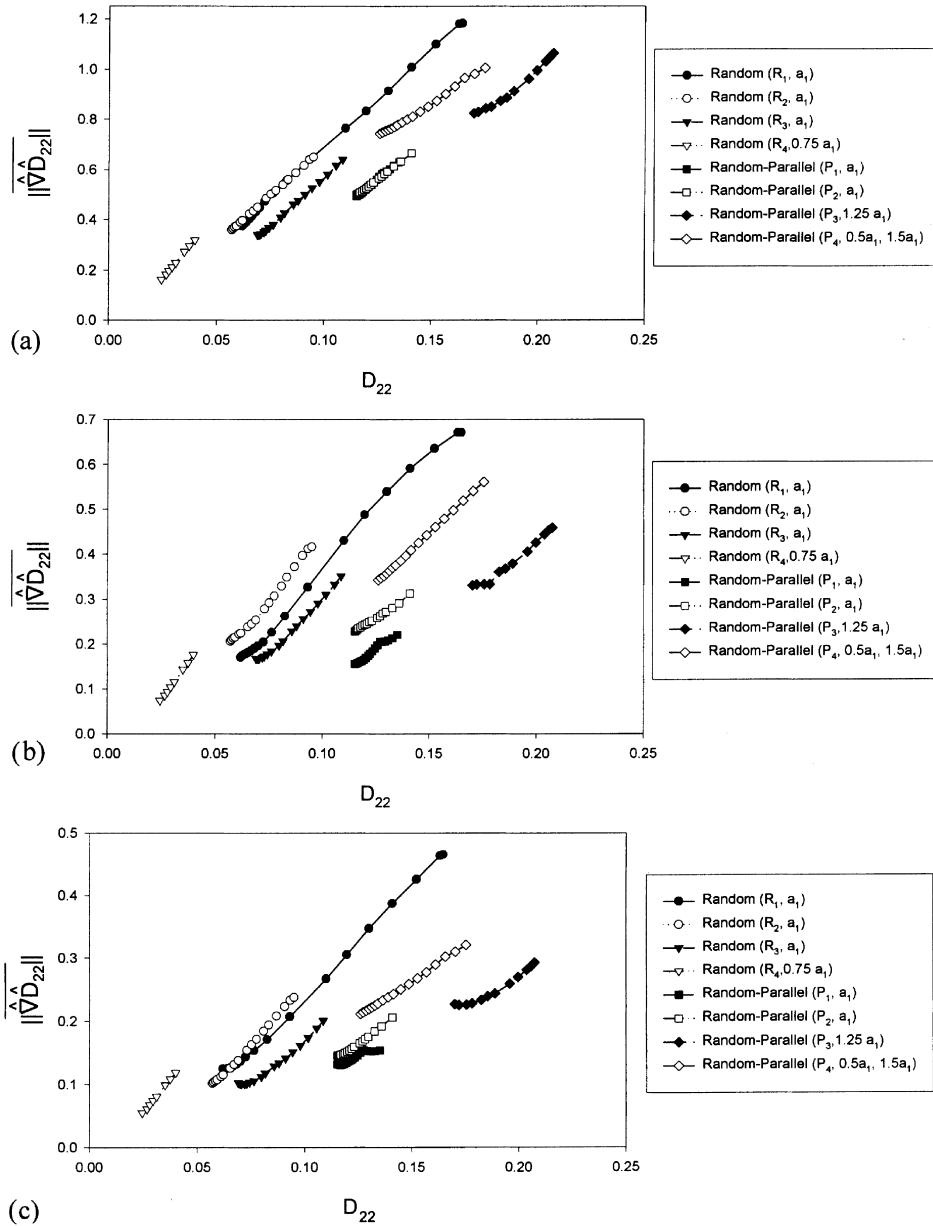 1.2
1.0
0.8
0.6
0.4
0.2
0.0
||∇̂D̂₂₂||
0.00 0.05 0.10 0.15 0.20 0.25
D₂₂
(a)
Random (R₁, a₁)
Random (R₂, a₁)
Random (R₃, a₁)
Random (R₄,0.75 a₁)
Random-Parallel (P₁, a₁)
Random-Parallel (P₂, a₁)
Random-Parallel (P₃,1.25 a₁)
Random-Parallel (P₄, 0.5a₁, 1.5a₁)
0.7
0.6
0.5
0.4
0.3
0.2
0.1
0.0
||∇̂D̂₂₂||
0.00 0.05 0.10 0.15 0.20 0.25
D₂₂
(b)
Random (R₁, a₁)
Random (R₂, a₁)
Random (R₃, a₁)
Random (R₄,0.75 a₁)
Random-Parallel (P₁, a₁)
Random-Parallel (P₂, a₁)
Random-Parallel (P₃,1.25 a₁)
Random-Parallel (P₄, 0.5a₁, 1.5a₁)
0.5
0.4
0.3
0.2
0.1
0.0
||∇̂D̂₂₂||
0.00 0.05 0.10 0.15 0.20 0.25
D₂₂
(c)
Random (R₁, a₁)
Random (R₂, a₁)
Random (R₃, a₁)
Random (R₄,0.75 a₁)
Random-Parallel (P₁, a₁)
Random-Parallel (P₂, a₁)
Random-Parallel (P₃,1.25 a₁)
Random-Parallel (P₄, 0.5a₁, 1.5a₁)